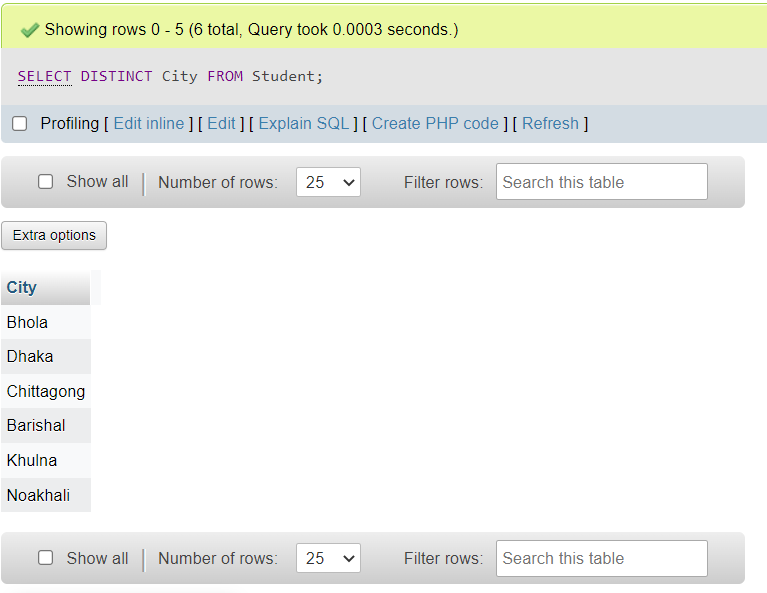 Showing rows 0 - 5 (6 total, Query took 0.0003 seconds.)
SELECT DISTINCT City FROM Student;
Profiling [ Edit inline ] [ Edit ] [ Explain SQL ] [ Create PHP code ] [ Refresh ]
Show all Number of rows: 25 Filter rows: Search this table
Extra options
City
Bhola
Dhaka
Chittagong
Barishal
Khulna
Noakhali
Show all Number of rows: 25 Filter rows: Search this table